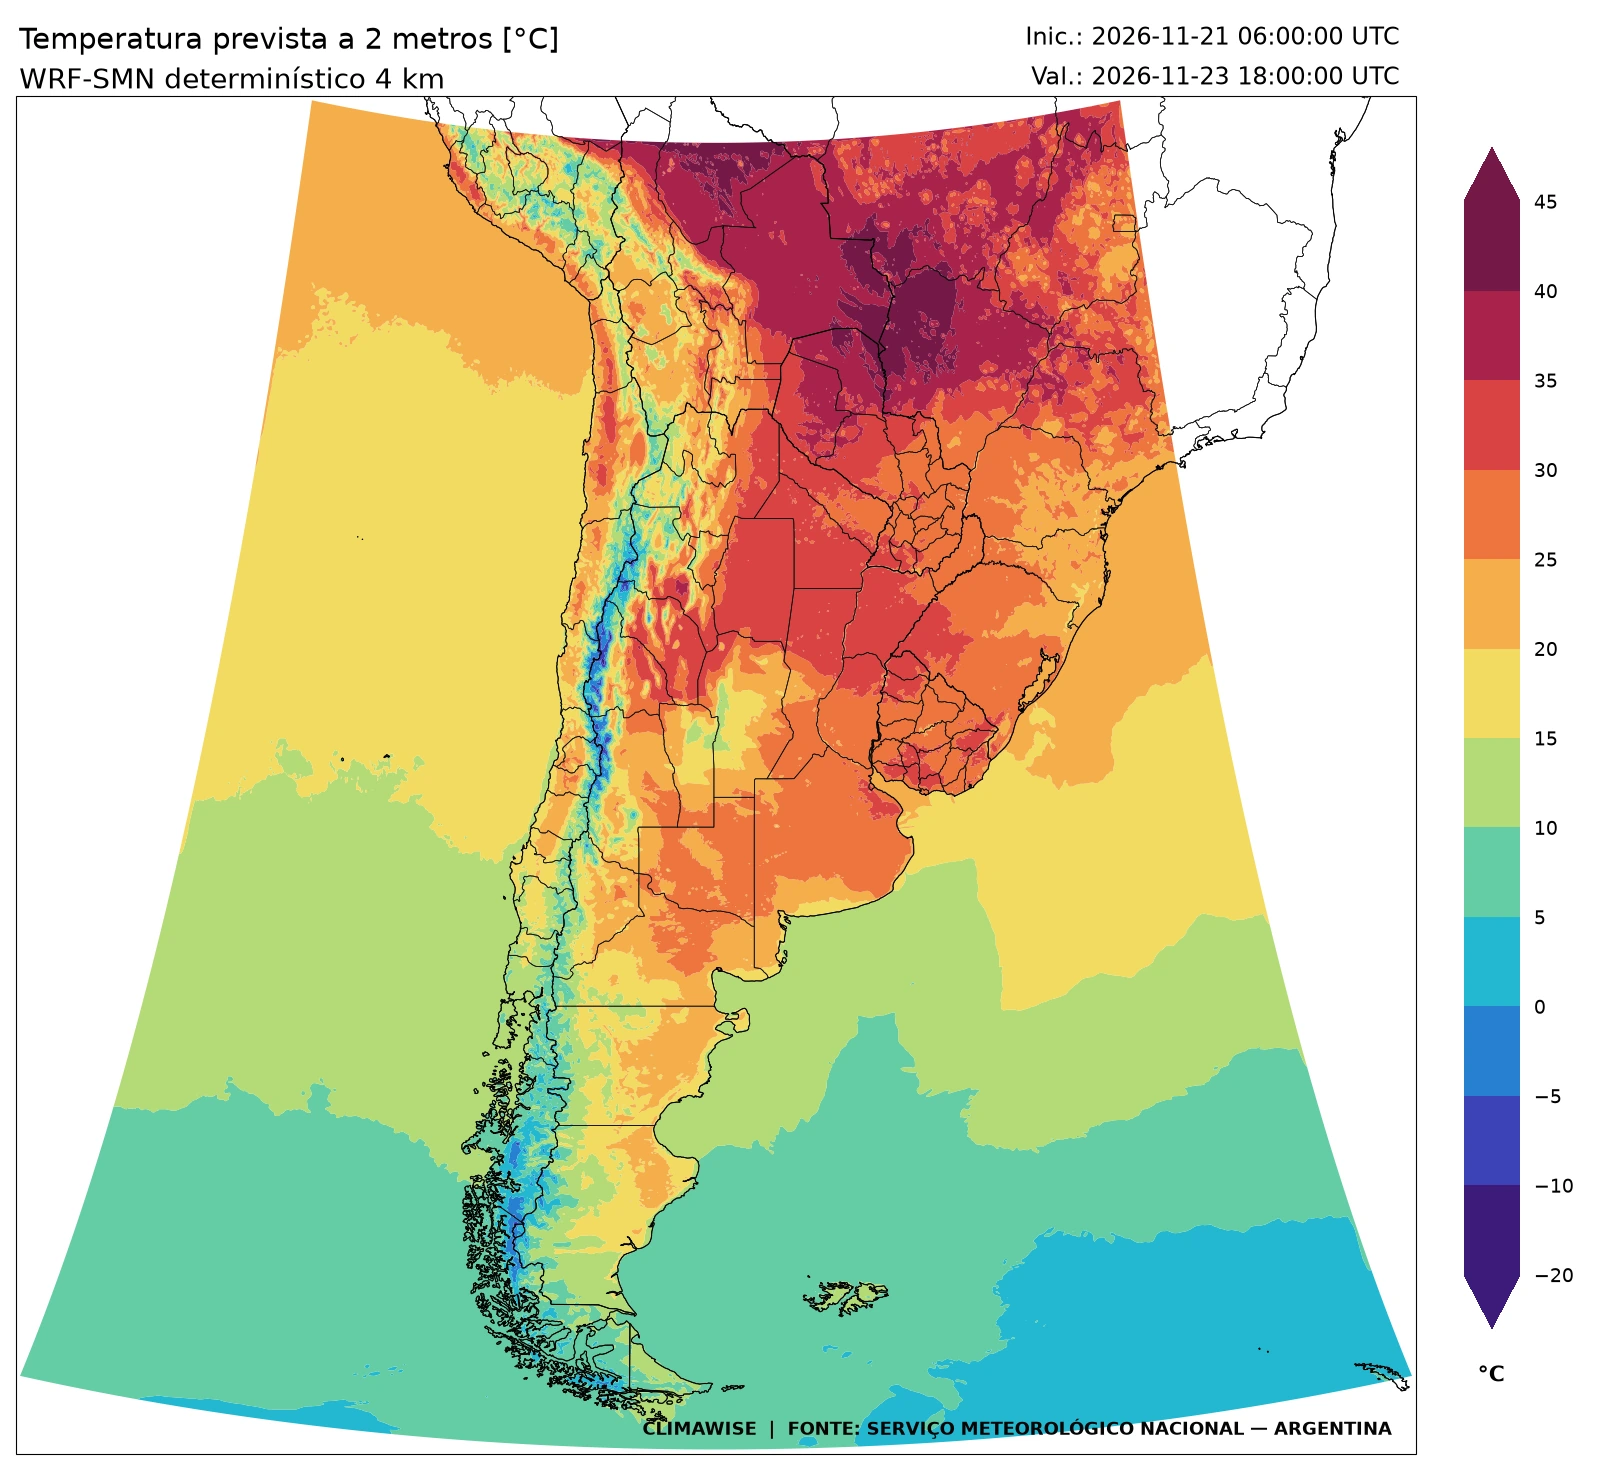 Temperatura prevista a 2 metros [°C]
WRF-SMN determinístico 4 km
Inic.: 2026-11-21 06:00:00 UTC
Val.: 2026-11-23 18:00:00 UTC
45
40
35
30
25
20
15
10
5
0
−5
−10
−20
°C
CLIMAWISE | FONTE: SERVIÇO METEOROLÓGICO NACIONAL — ARGENTINA